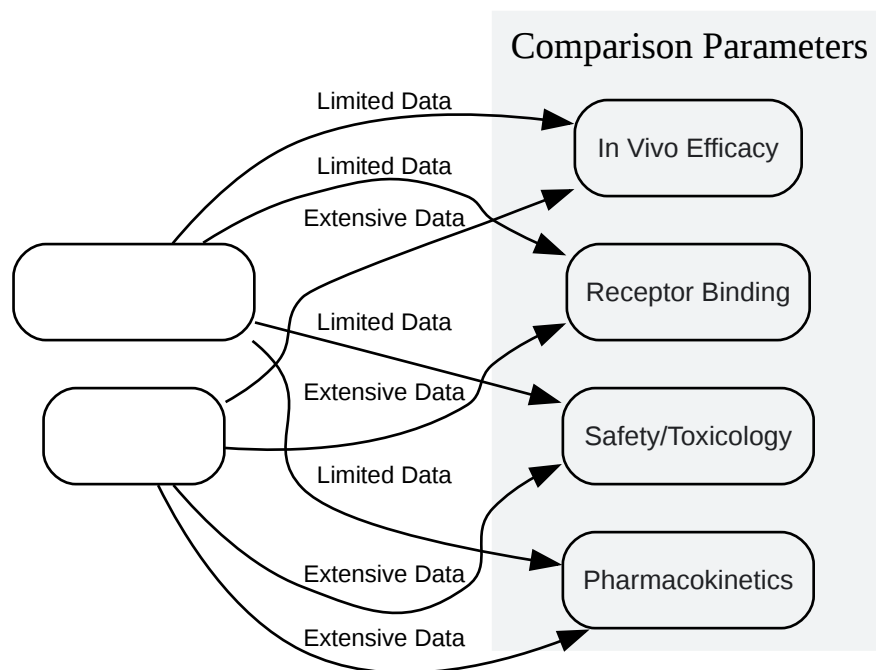 Comparison Parameters
Limited Data
In Vivo Efficacy
Limited Data
Extensive Data
Receptor Binding
Limited Data
Extensive Data
Safety/Toxicology
Limited Data
Extensive Data
Pharmacokinetics
Extensive Data